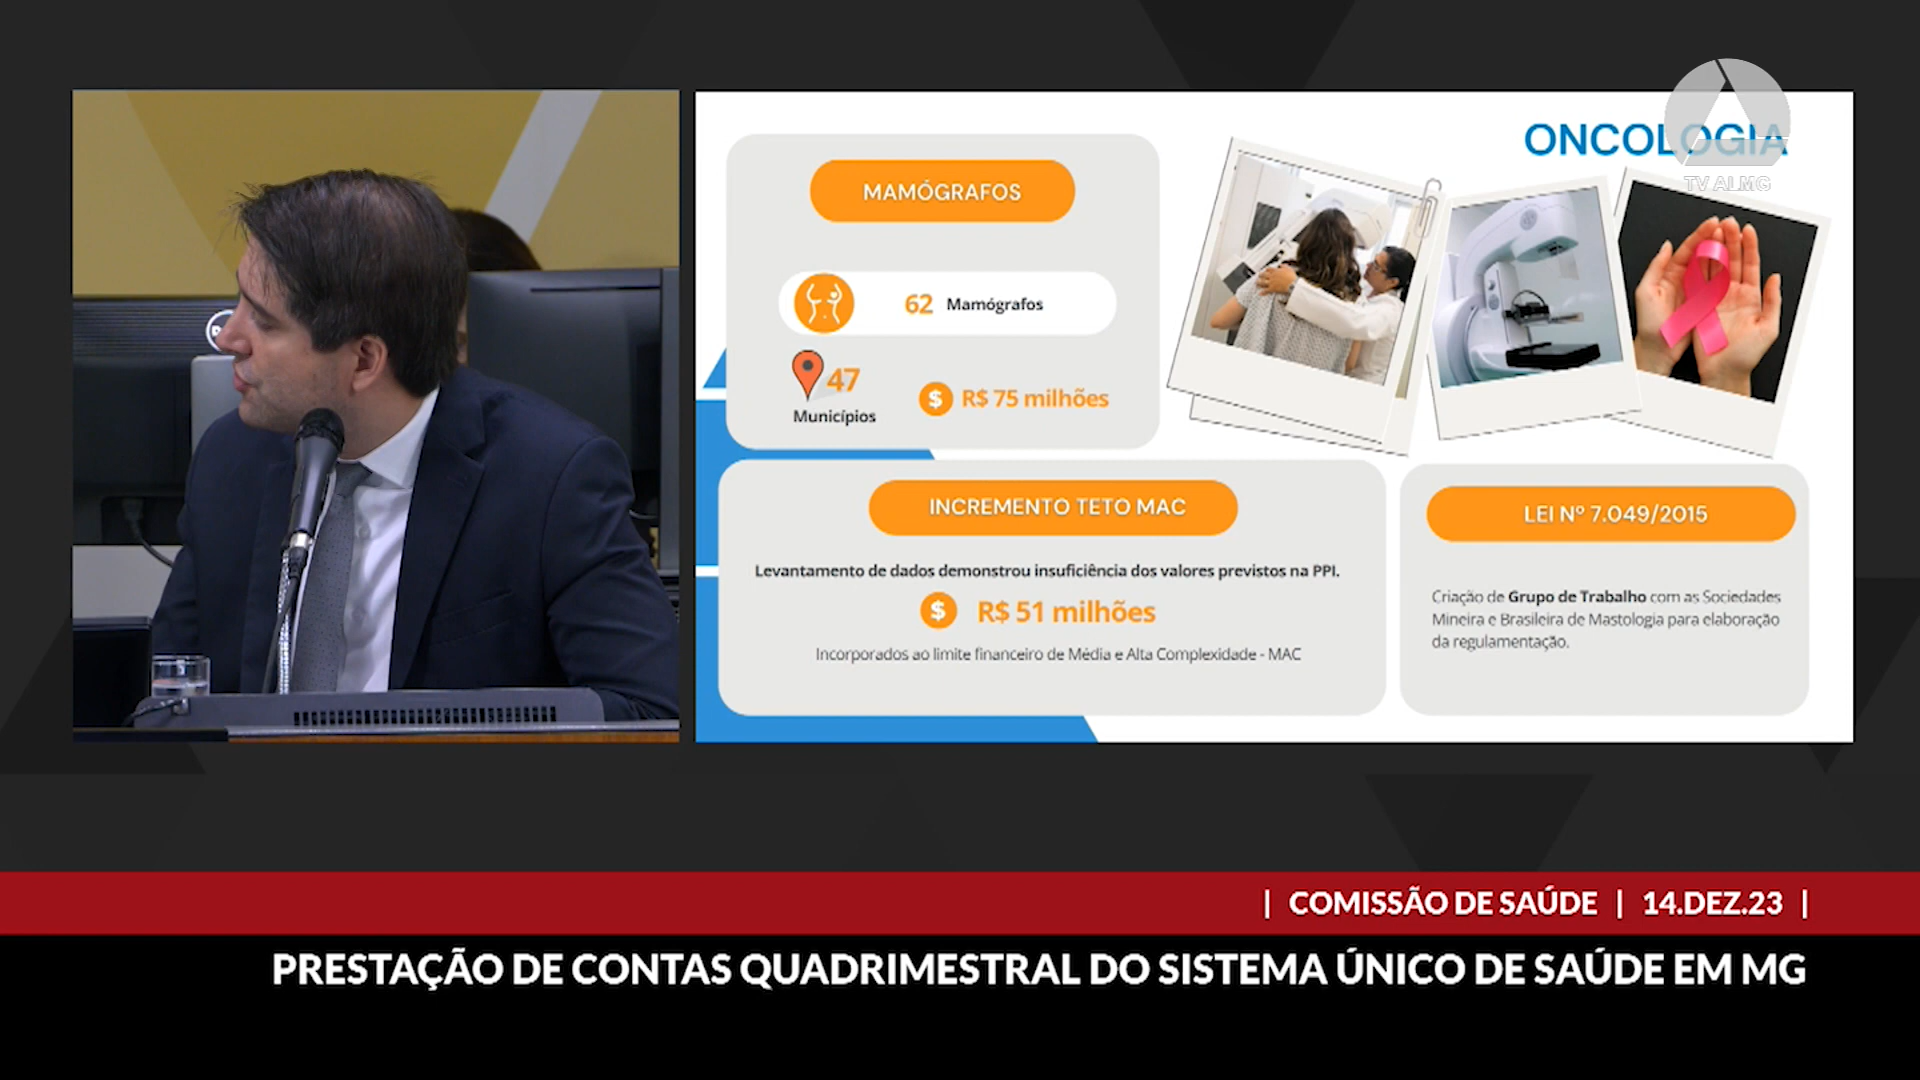 ONCOLOGIA
TV ALMG
MAMÓGRAFOS
62 Mamógrafos
47
Municípios
$ R$ 75 milhões
INCREMENTO TETO MAC
Levantamento de dados demonstrou insuficiência dos valores previstos na PPI.
$ R$ 51 milhões
Incorporados ao limite financeiro de Média e Alta Complexidade - MAC
LEI Nº 7.049/2015
Criação de Grupo de Trabalho com as Sociedades
Mineira e Brasileira de Mastologia para elaboração
da regulamentação.
| COMISSÃO DE SAÚDE | 14.DEZ.23 |
PRESTAÇÃO DE CONTAS QUADRIMESTRAL DO SISTEMA ÚNICO DE SAÚDE EM MG